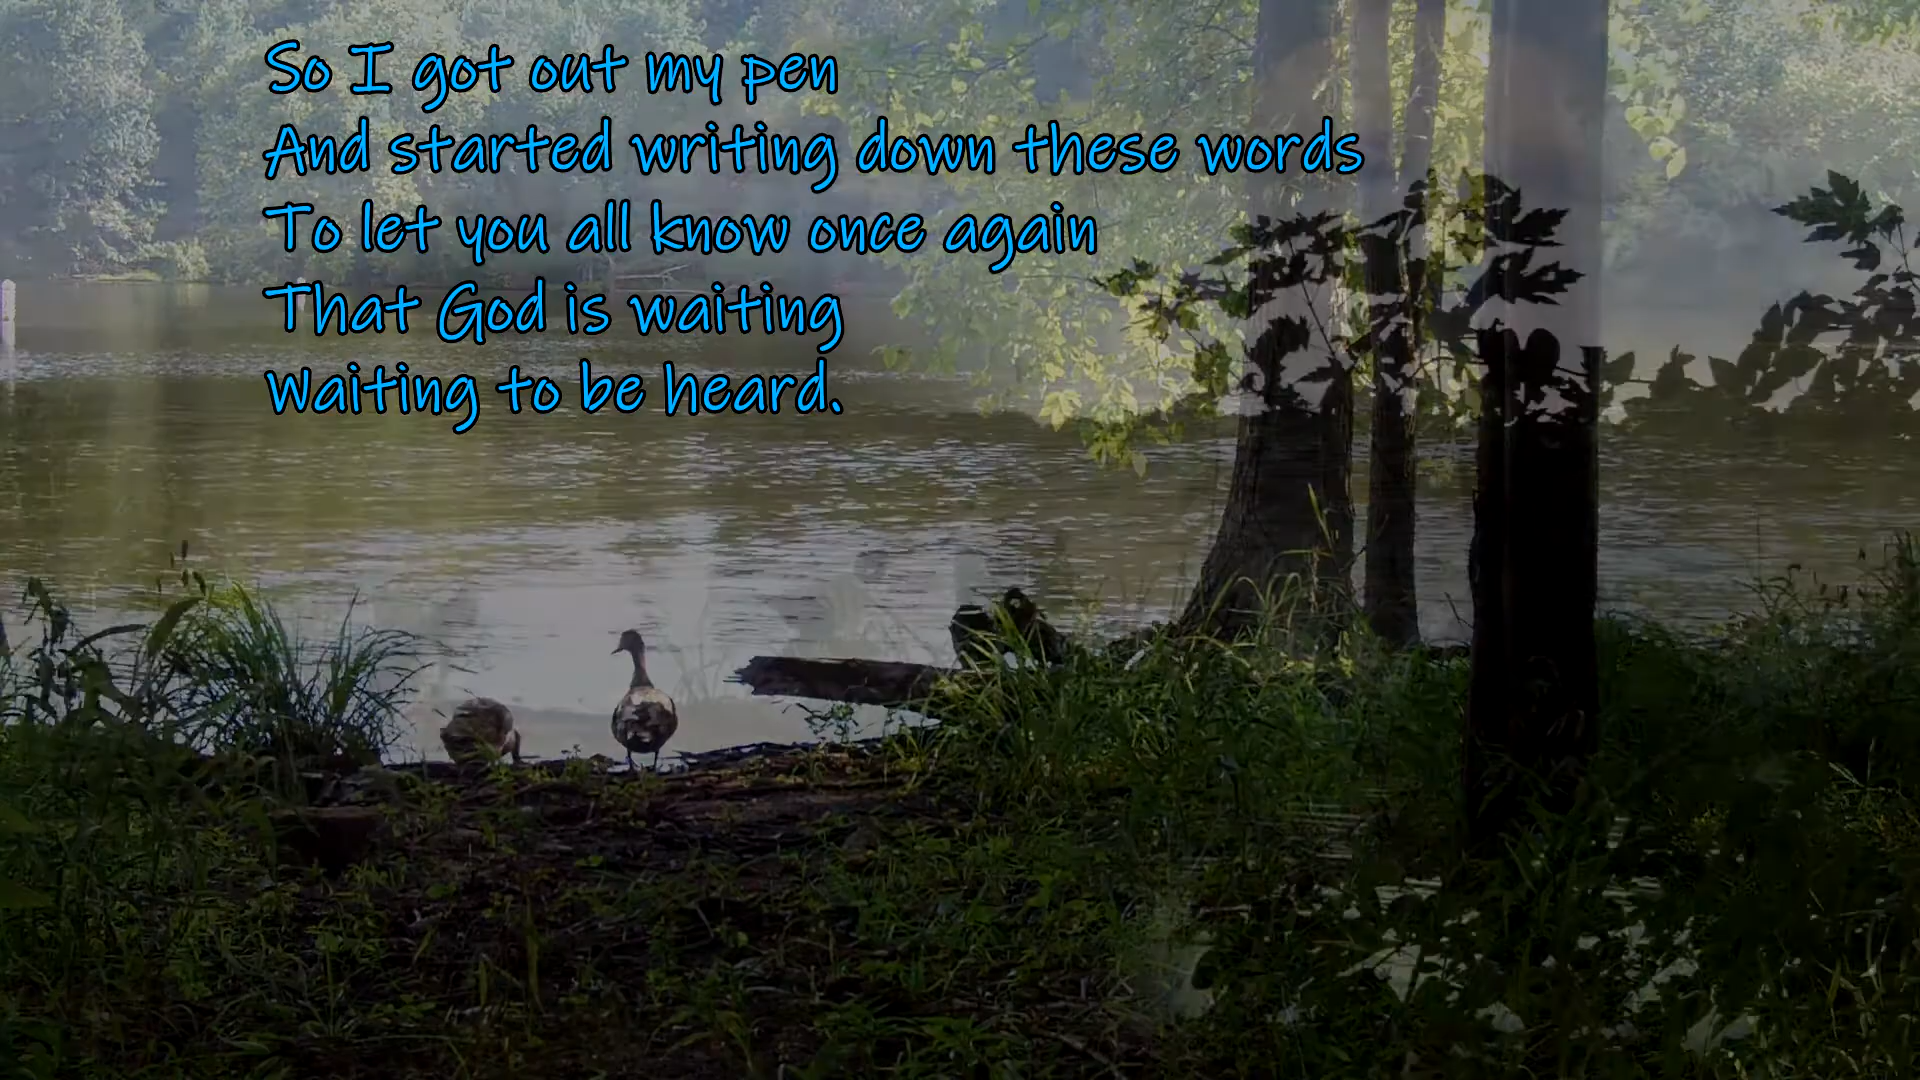 So I got out my pen
And started writing down these words
To let you all know once again
That God is waiting
Waiting to be heard.